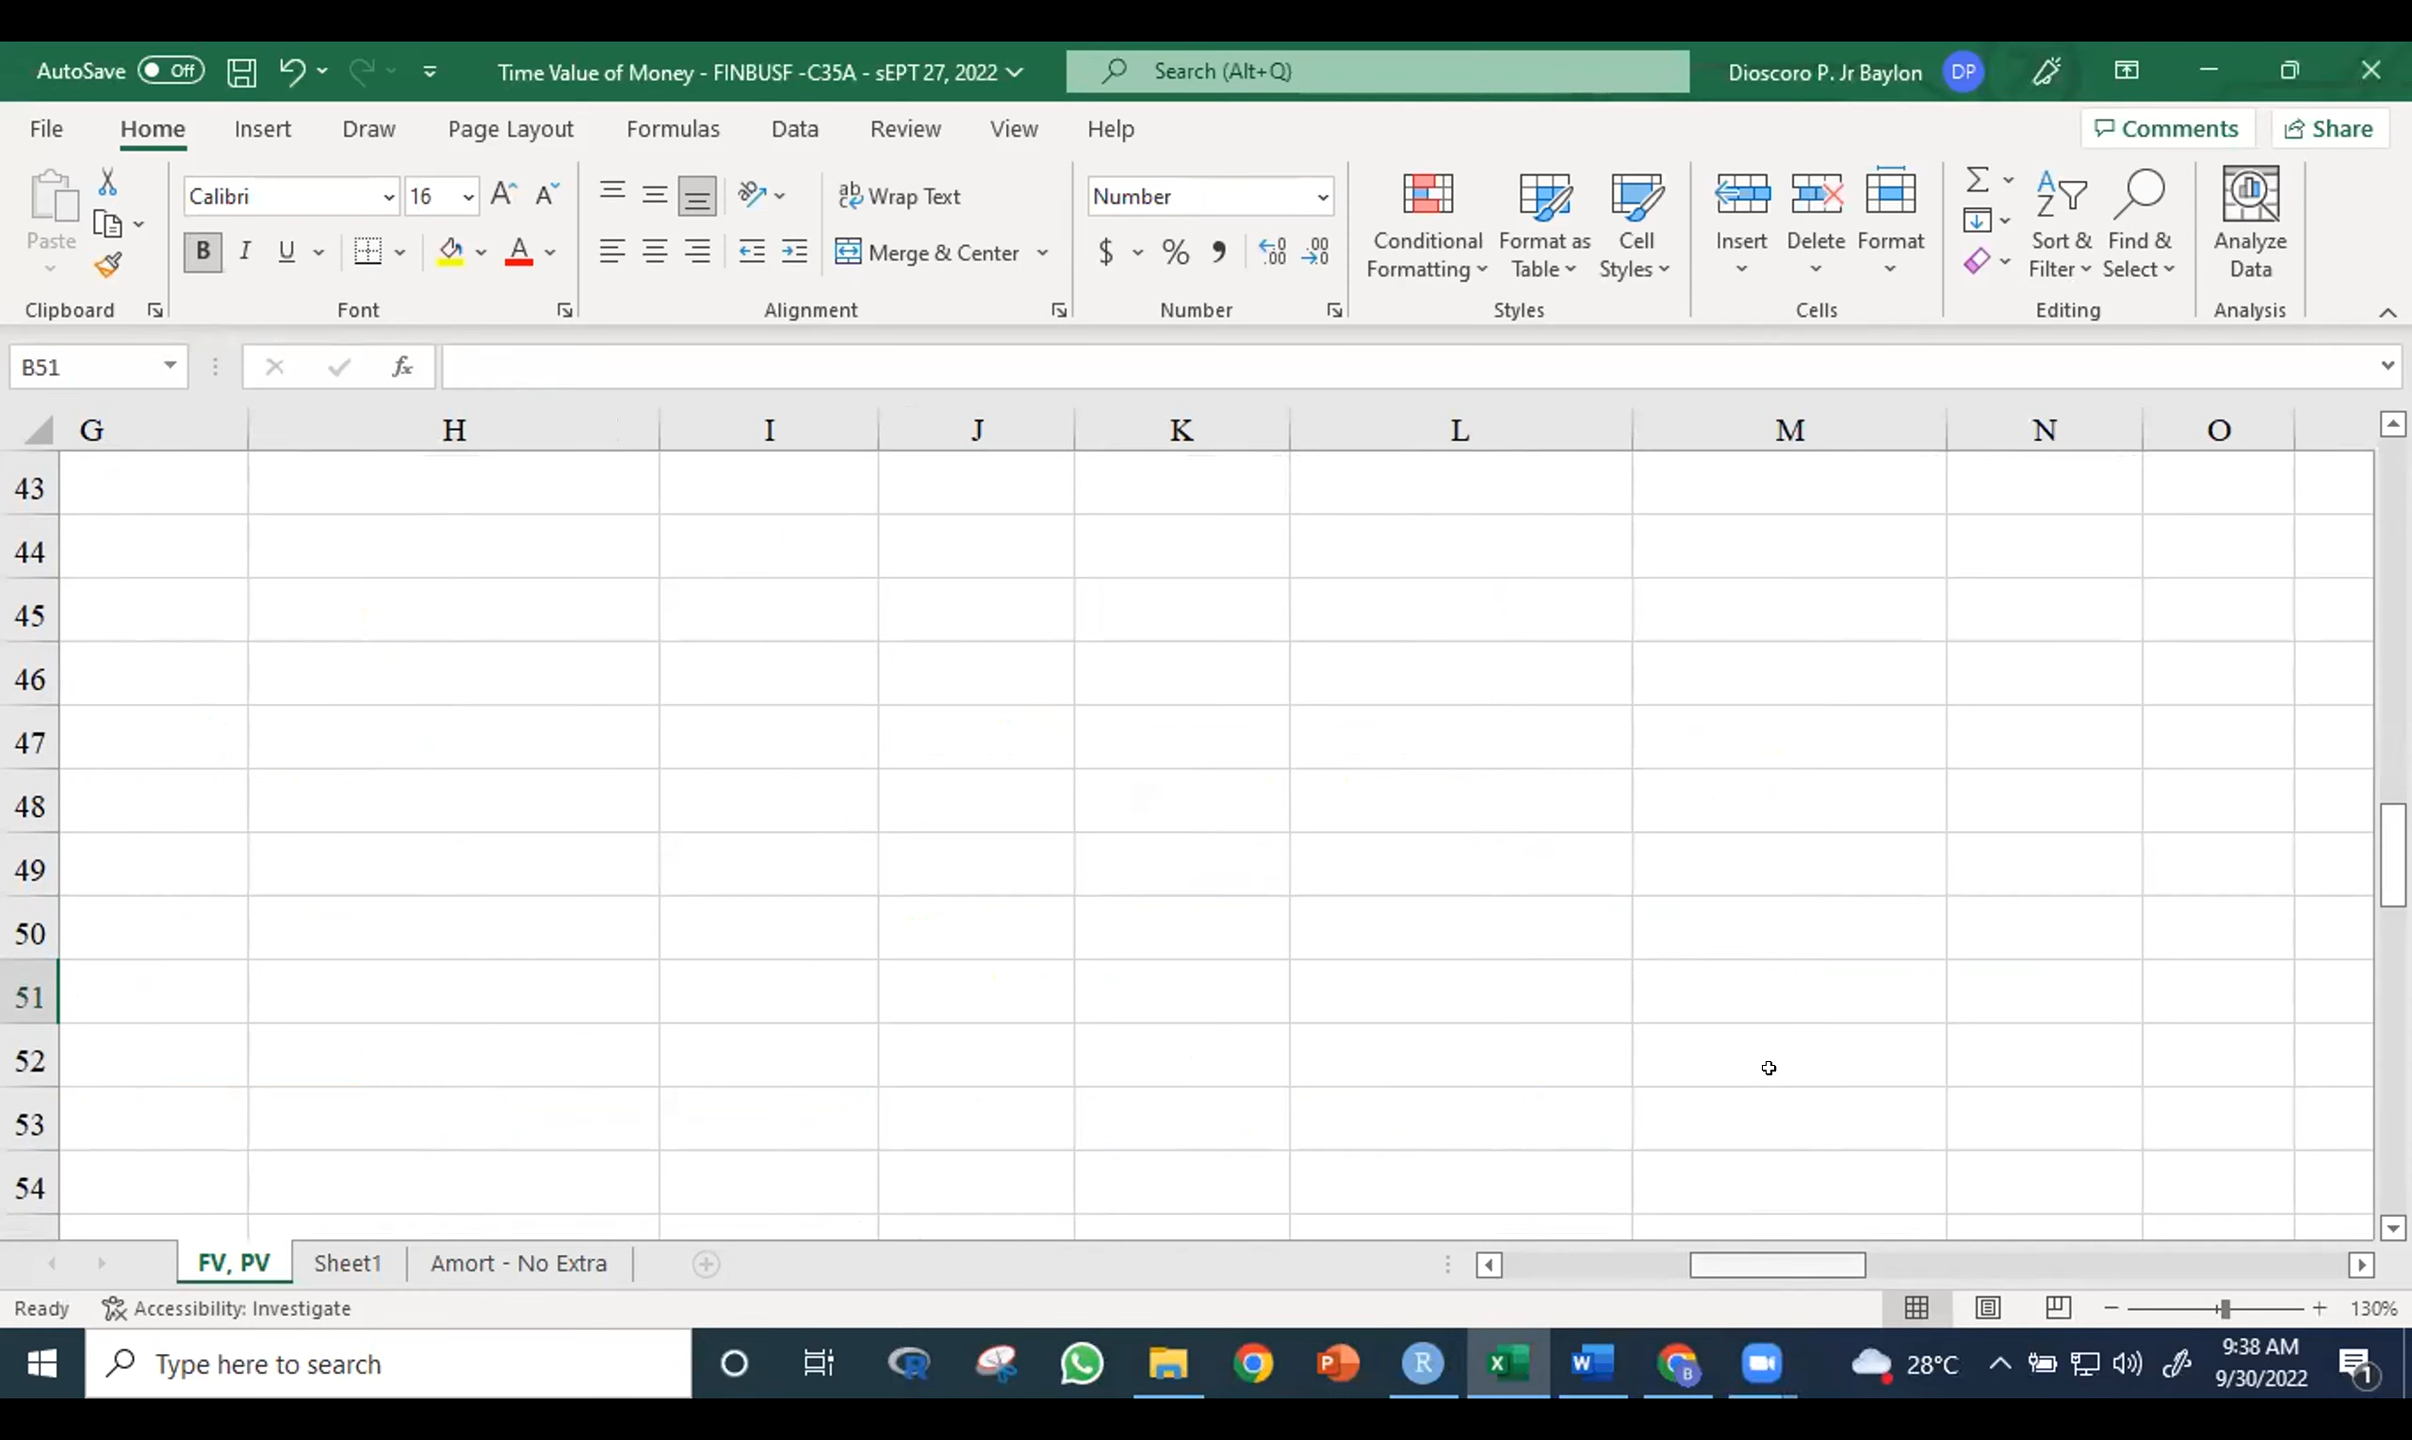 AutoSave Off Time Value of Money - FINBUSF -C35A - sEPT 27, 2022 Search (Alt+Q) Dioscoro P. Jr Baylon DP
File Home Insert Draw Page Layout Formulas Data Review View Help Comments Share
Paste Calibri 16 A A ab Wrap Text Number Conditional Formatting Format as Table Cell Styles Insert Delete Format Sort & Filter Find & Select Analyze Data
B I U A Merge & Center $ %
Clipboard Font Alignment Number Styles Cells Editing Analysis
B51 fx
G H I J K L M N O
43
44
45
46
47
48
49
50
51
52
53
54
FV, PV Sheet1 Amort - No Extra
Ready Accessibility: Investigate 130%
Type here to search 28°C 9:38 AM
9/30/2022 1